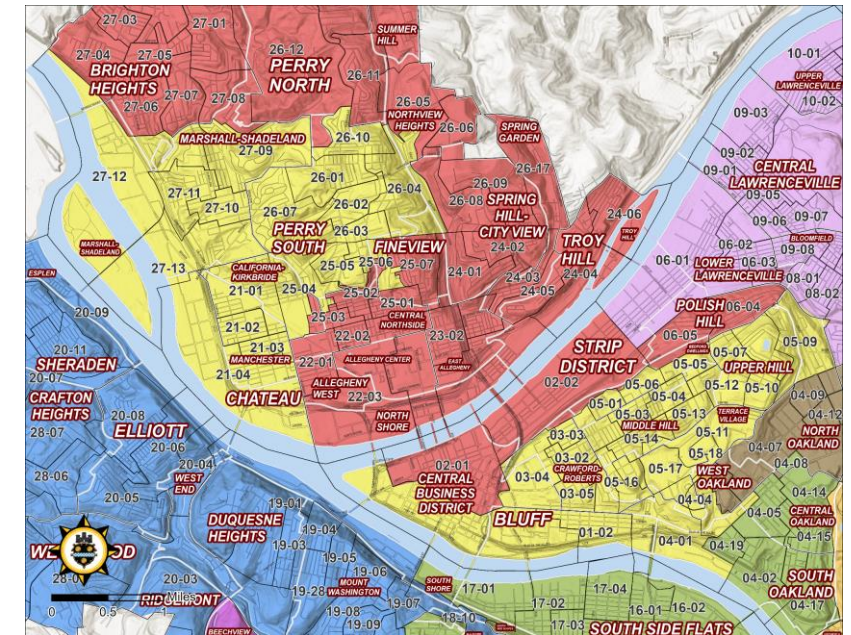 27-03
27-01
SUMMER
HILL
27-04
27-05
26-12
BRIGHTON
HEIGHTS
PERRY
NORTH
10-01
27-06
27-07
27-08
26-11
UPPER
LAWRENCEVILLE
10-02
26-05
NORTHVIEW
HEIGHTS
26-06
SPRING
GARDEN
09-03
MARSHALL-SHADELAND
27-09
26-10
09-02
27-12
26-17
09-01
CENTRAL
LAWRENCEVILLE
27-11
26-01
26-04
26-09
09-05
27-10
26-07
26-02
26-08
SPRING
HILL-
CITY VIEW
24-06
09-06
09-07
PERRY
SOUTH
26-03
FINEVIEW
24-02
TROY
HILL
TROY
HILL
06-02
BLOOMFIELD
MARSHALL-
SHADELAND
27-13
CALIFORNIA-
KIRKBRIDE
25-05
25-06
25-07
24-01
24-03
24-04
06-01
LOWER
LAWRENCEVILLE
06-03
09-08
ESPLEN
21-01
25-04
25-02
24-05
08-01
08-02
20-09
25-03
25-01
POLISH
HILL
06-04
21-02
CENTRAL
NORTHSIDE
22-02
23-02
06-05
20-11
21-03
STRIP
DISTRICT
05-07
05-09
SHERADEN
MANCHESTER
22-01
ALLEGHENY CENTER
EAST
ALLEGHENY
05-05
UPPER HILL
20-07
21-04
ALLEGHENY
WEST
02-02
05-06
05-12
05-10
CRAFTON
HEIGHTS
CHATEAU
22-03
05-01
05-04
04-09
20-08
NORTH
SHORE
05-03
05-13
TERRACE
VILLAGE
04-12
28-07
ELLIOTT
MIDDLE HILL
05-14
05-11
NORTH
OAKLAND
20-06
03-03
04-07
20-04
02-01
03-02
05-18
04-08
28-06
WEST
END
CENTRAL
BUSINESS
DISTRICT
03-04
CRAWFORD-
ROBERTS
05-17
WEST
OAKLAND
20-05
03-05
05-16
04-04
04-14
19-01
04-05
CENTRAL
OAKLAND
DUQUESNE
HEIGHTS
19-04
BLUFF
01-02
04-15
19-03
04-01
04-19
19-05
20-03
19-06
MOUNT
WASHINGTON
SOUTH
SHORE
17-01
17-04
04-02
SOUTH
OAKLAND
19-28
19-07
17-02
16-01
16-02
04-17
0
0.5
1
Miles
19-08
19-09
18-10
17-03
SOUTH SIDE FLATS
BEECHVIEW